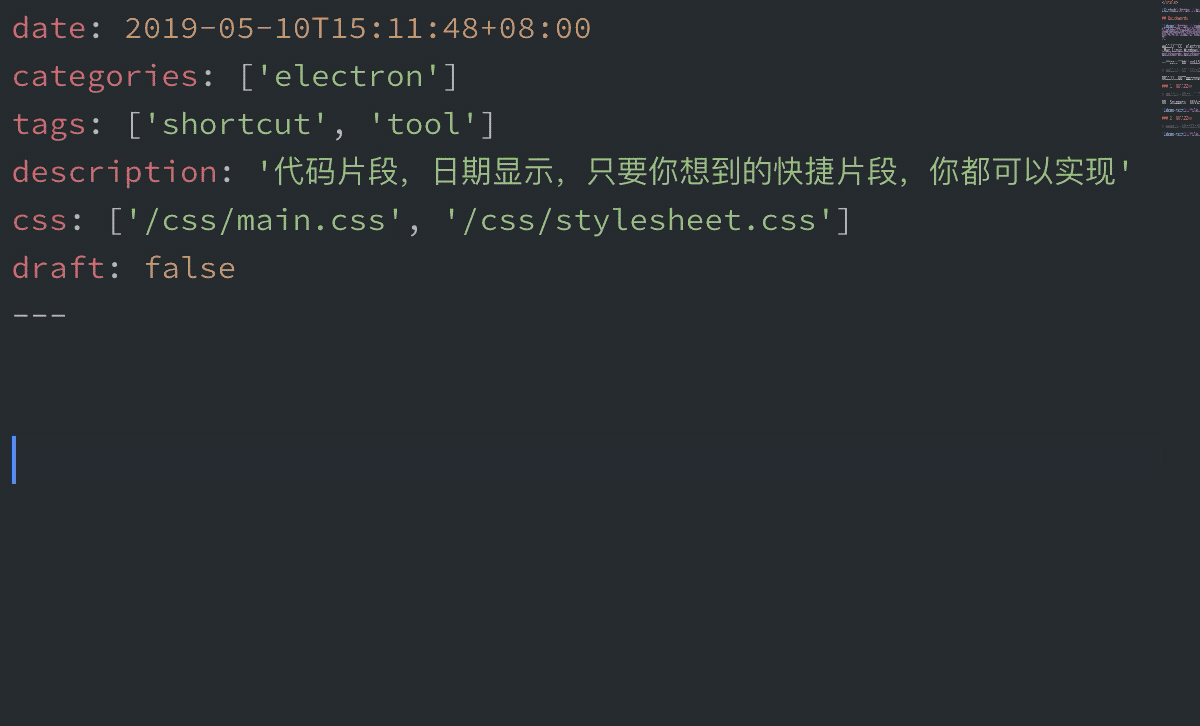 date: 2019-05-10T15:11:48+08:00
categories: ['electron']
tags: ['shortcut', 'tool']
description: '代码片段，日期显示，只要你想到的快捷片段，你都可以实现'
css: ['/css/main.css', '/css/stylesheet.css']
draft: false
---